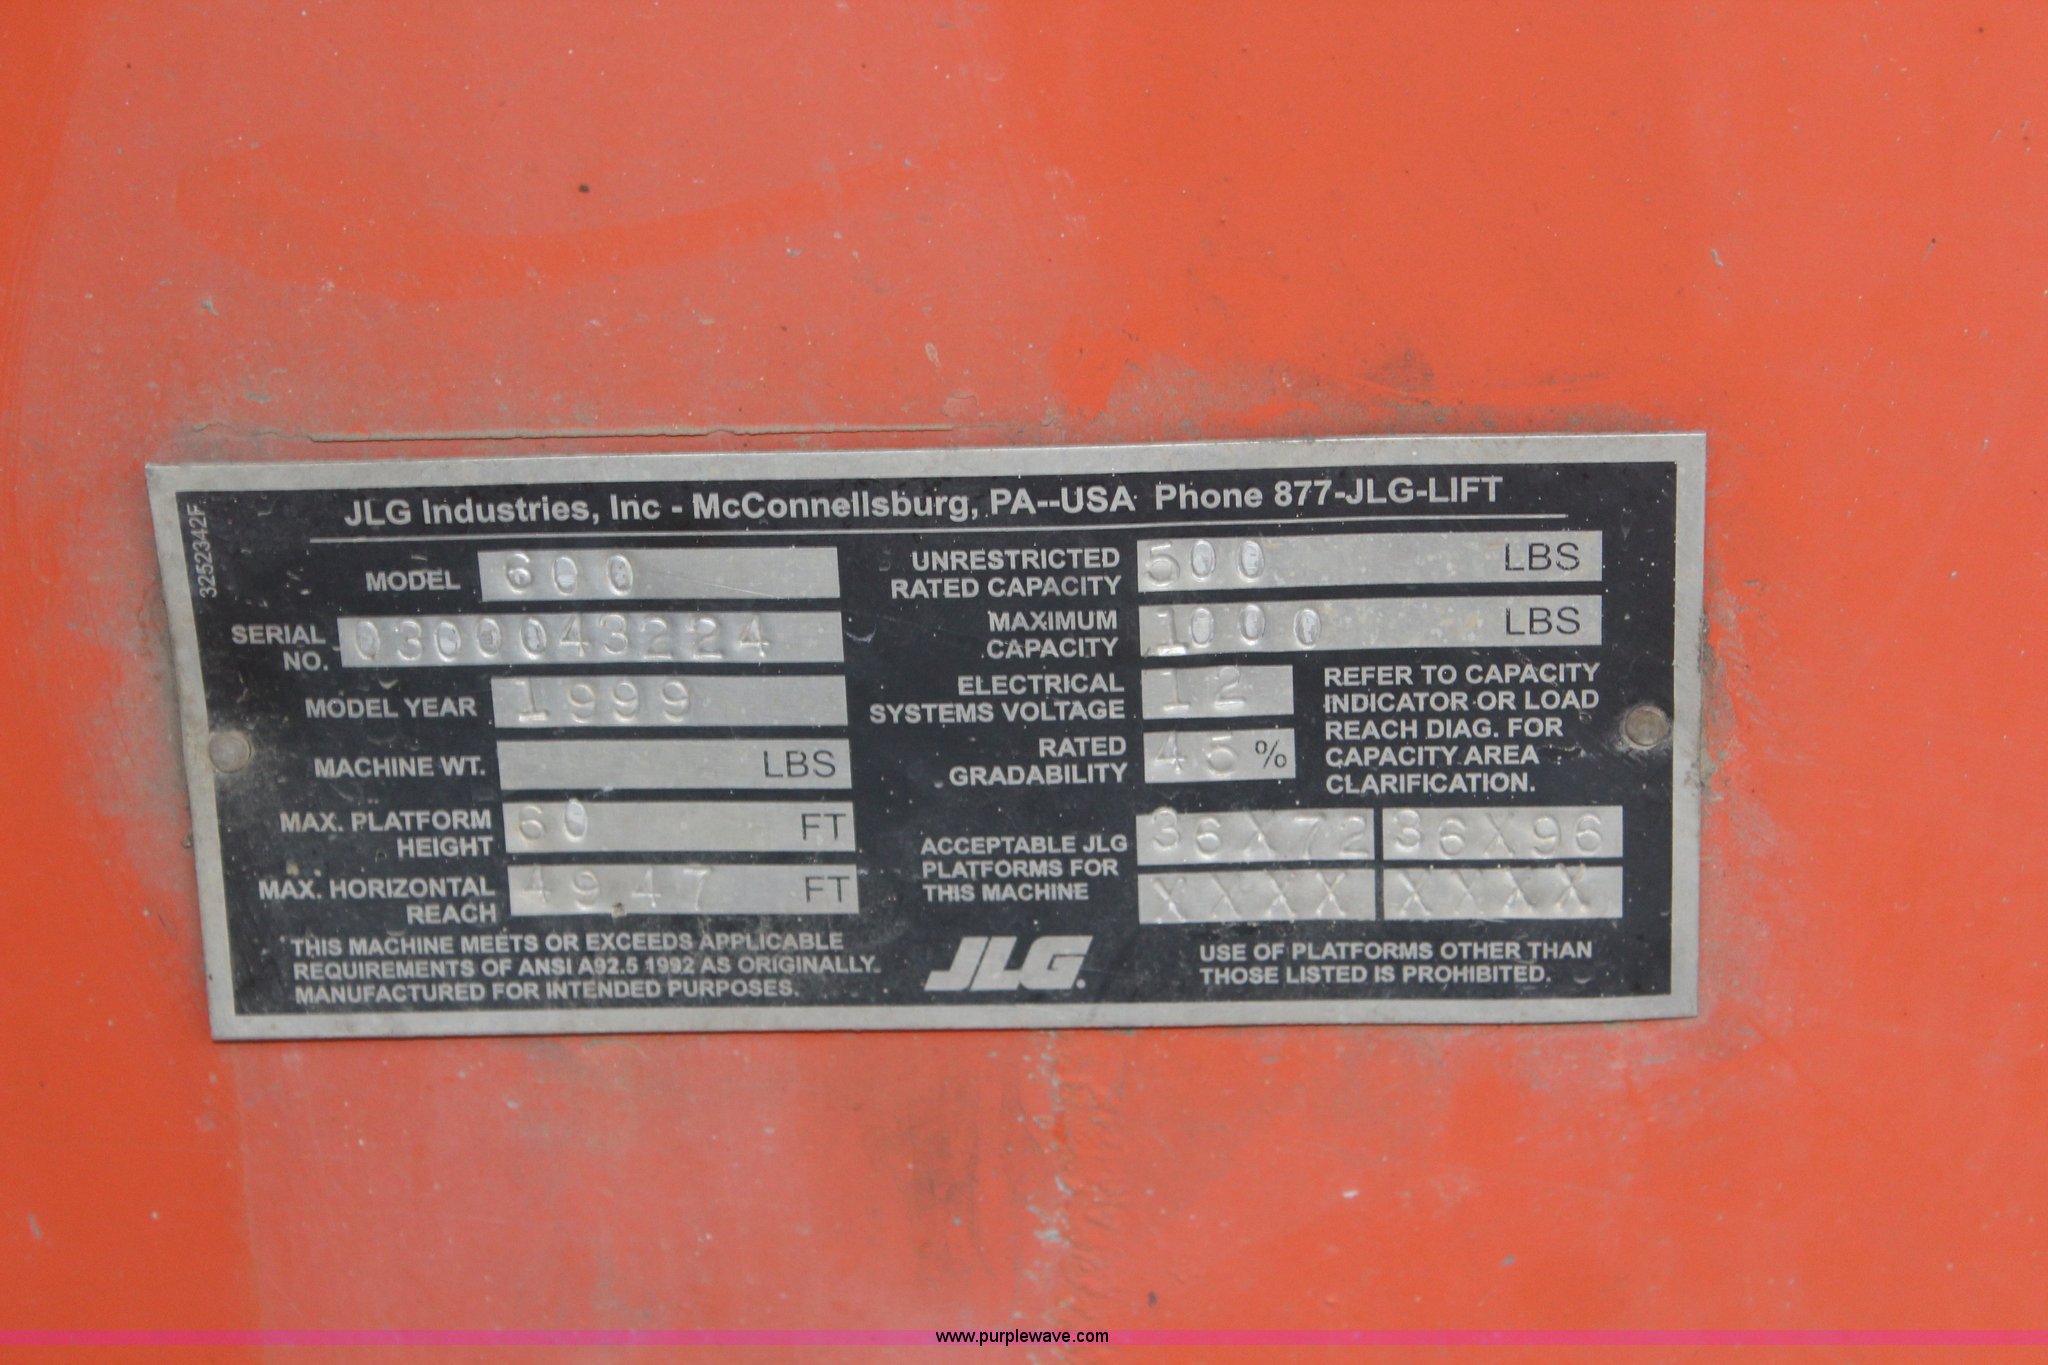 JLG Industries, Inc - McConnellsburg, PA--USA Phone 877-JLG-LIFT
3252342F
MODEL 600
SERIAL NO. 0300043224
MODEL YEAR 1999
MACHINE WT. LBS
MAX. PLATFORM HEIGHT 60 FT
MAX. HORIZONTAL REACH 49 47 FT
THIS MACHINE MEETS OR EXCEEDS APPLICABLE
REQUIREMENTS OF ANSI A92.5 1992 AS ORIGINALLY
MANUFACTURED FOR INTENDED PURPOSES.
UNRESTRICTED RATED CAPACITY 500 LBS
MAXIMUM CAPACITY 1000 LBS
ELECTRICAL SYSTEMS VOLTAGE 12
RATED GRADABILITY 45 %
REFER TO CAPACITY
INDICATOR OR LOAD
REACH DIAG. FOR
CAPACITY AREA
CLARIFICATION.
ACCEPTABLE JLG
PLATFORMS FOR
THIS MACHINE
36X72 36X96
XXXX XXXX
JLG.
USE OF PLATFORMS OTHER THAN
THOSE LISTED IS PROHIBITED.
www.purplewave.com